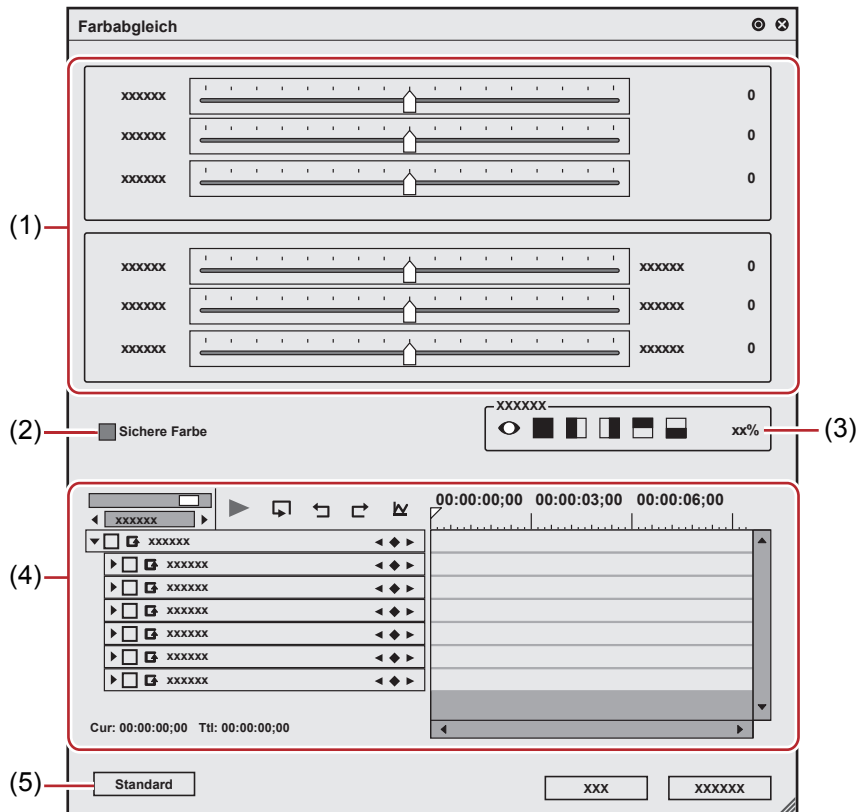 Farbabgleich
xxxxxx 0
xxxxxx 0
xxxxxx 0
(1)
xxxxxx xxxxxx 0
xxxxxx xxxxxx 0
xxxxxx xxxxxx 0
xxxxxx
(2) Sichere Farbe xx% (3)
00:00:00;00 00:00:03;00 00:00:06;00
xxxxxx
xxxxxx
xxxxxx
(4)
xxxxxx
xxxxxx
xxxxxx
xxxxxx
xxxxxx
Cur: 00:00:00;00 Ttl: 00:00:00;00
(5) Standard xxx xxxxxx